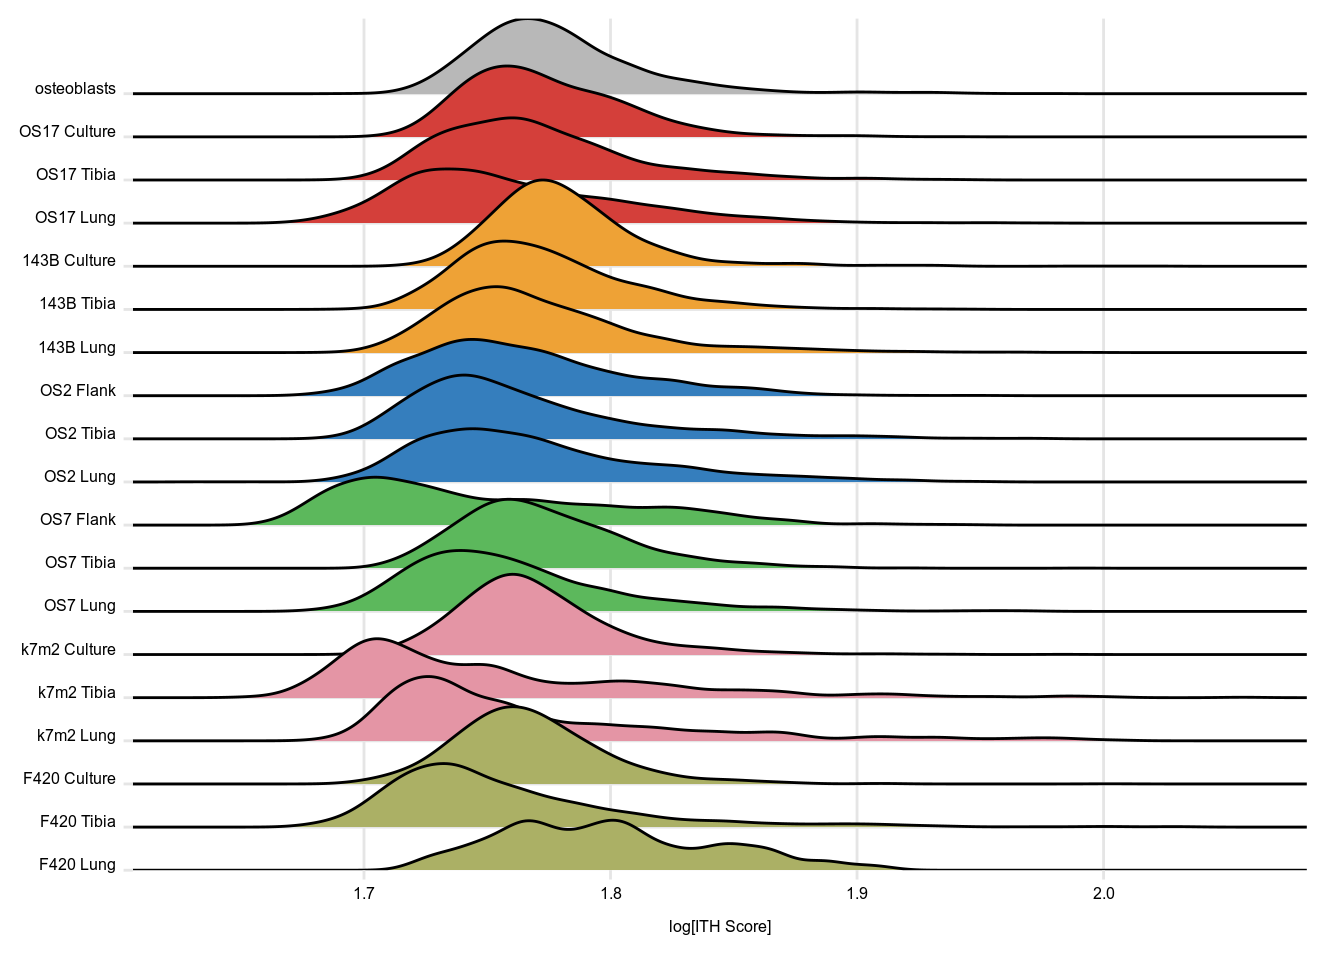 osteoblasts
OS17 Culture
OS17 Tibia
OS17 Lung
143B Culture
143B Tibia
143B Lung
OS2 Flank
OS2 Tibia
OS2 Lung
OS7 Flank
OS7 Tibia
OS7 Lung
k7m2 Culture
k7m2 Tibia
k7m2 Lung
F420 Culture
F420 Tibia
F420 Lung
1.7 1.8 1.9 2.0
log[ITH Score]